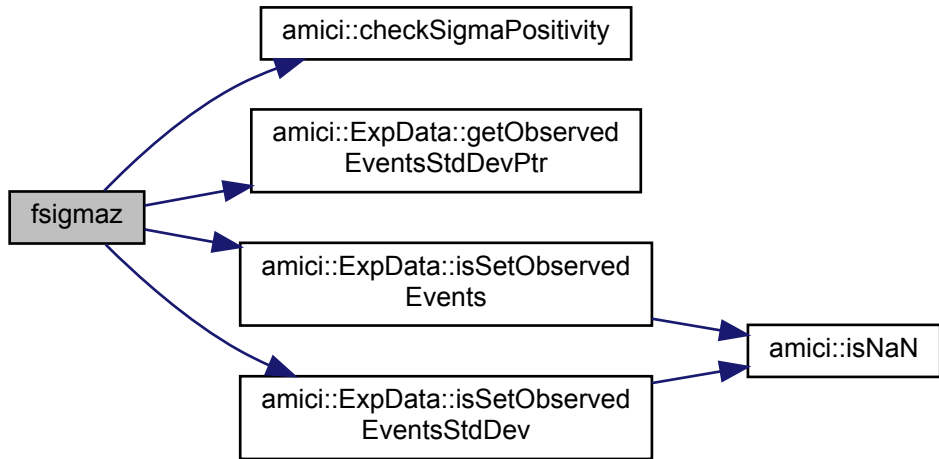 amici::checkSigmaPositivity
amici::ExpData::getObserved
EventsStdDevPtr
fsigmaz
amici::ExpData::isSetObserved
Events
amici::isNaN
amici::ExpData::isSetObserved
EventsStdDev